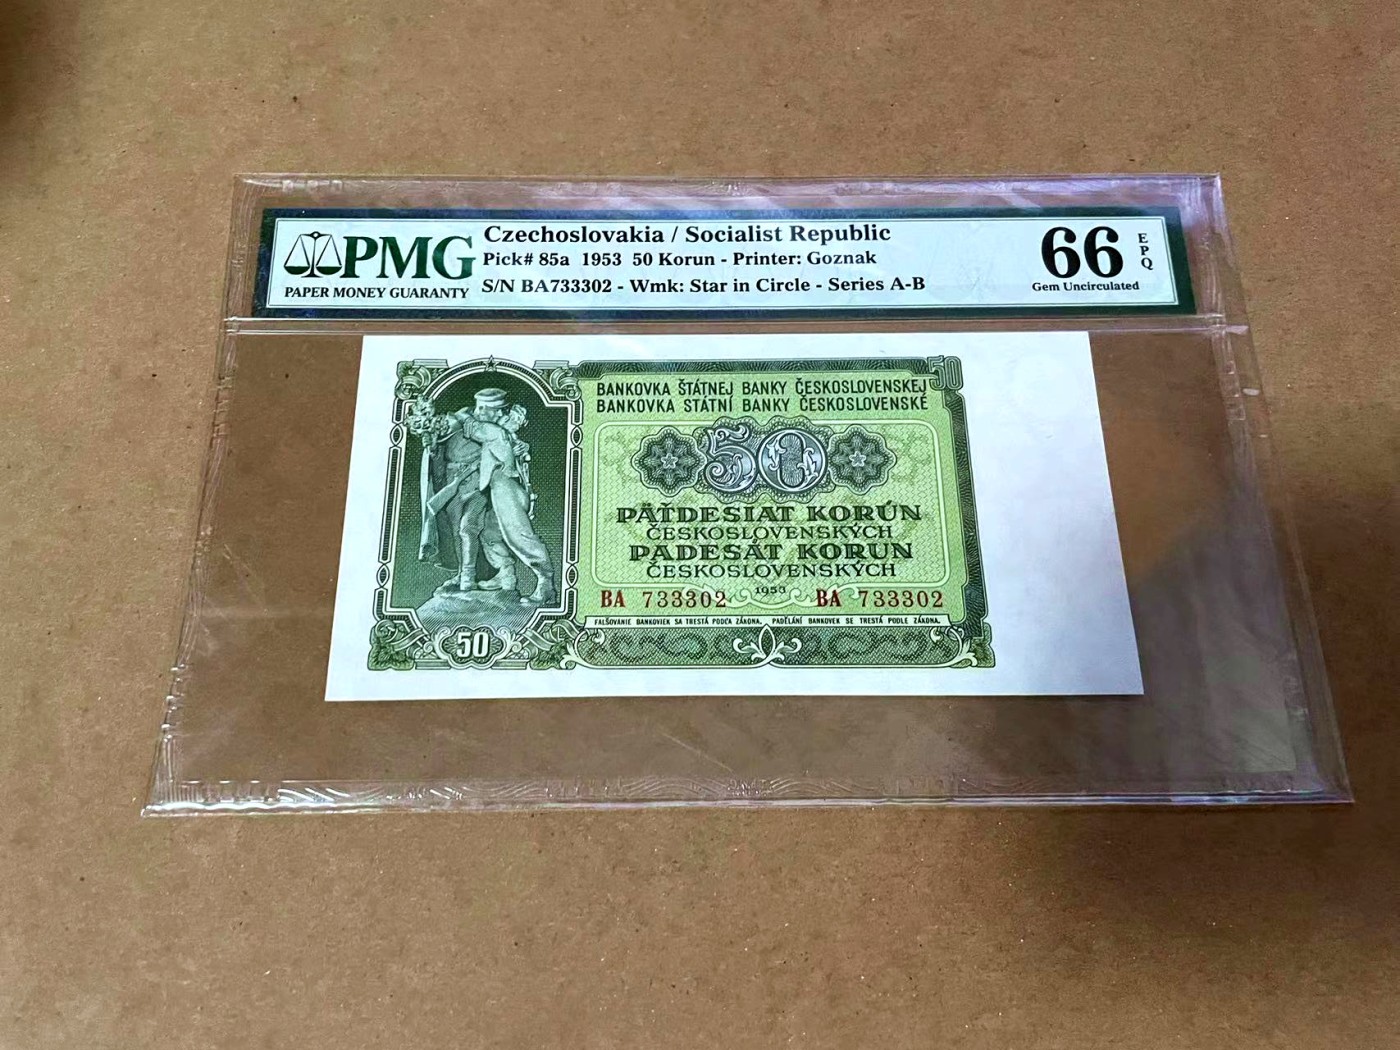 PMG
PAPER MONEY GUARANTY
Czechoslovakia / Socialist Republic
Pick# 85a 1953 50 Korun - Printer: Goznak
S/N BA733302 - Wmk: Star in Circle - Series A-B
66
EPQ
Gem Uncirculated
50
BANKOVKA ŠTÁTNEJ BANKY ČESKOSLOVENSKEJ
BANKOVKA STÁTNÍ BANKY ČESKOSLOVENSKÉ
50
PÄŤDESIAT KORÚN
ČESKOSLOVENSKÝCH
PADESÁT KORUN
ČESKOSLOVENSKÝCH
1953
BA 733302 BA 733302
FALŠOVANIE BANKOVIEK SA TRESTÁ PODĽA ZÁKONA. PADĚLÁNÍ BANKOVEK SE TRESTÁ PODLE ZÁKONA.
50